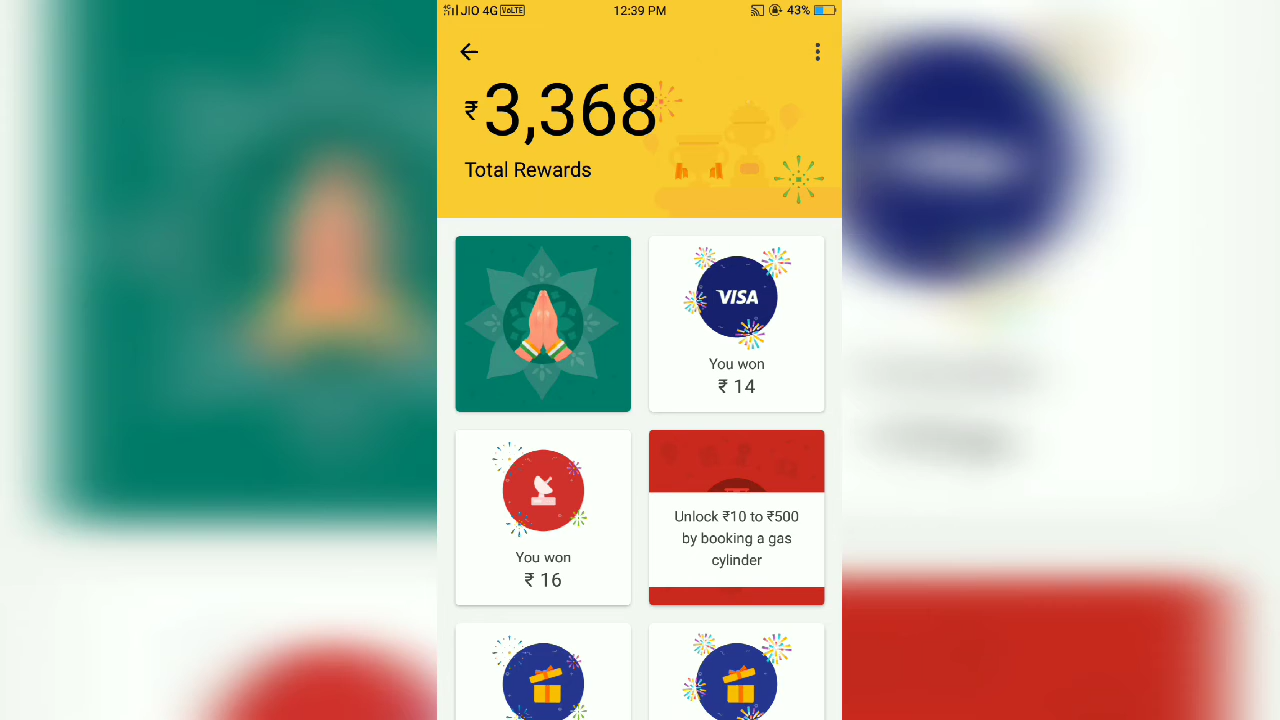 JIO 4G VoLTE 12:39 PM 43%
₹ 3,368
Total Rewards
VISA
You won
₹ 14
You won
₹ 16
Unlock ₹10 to ₹500
by booking a gas
cylinder